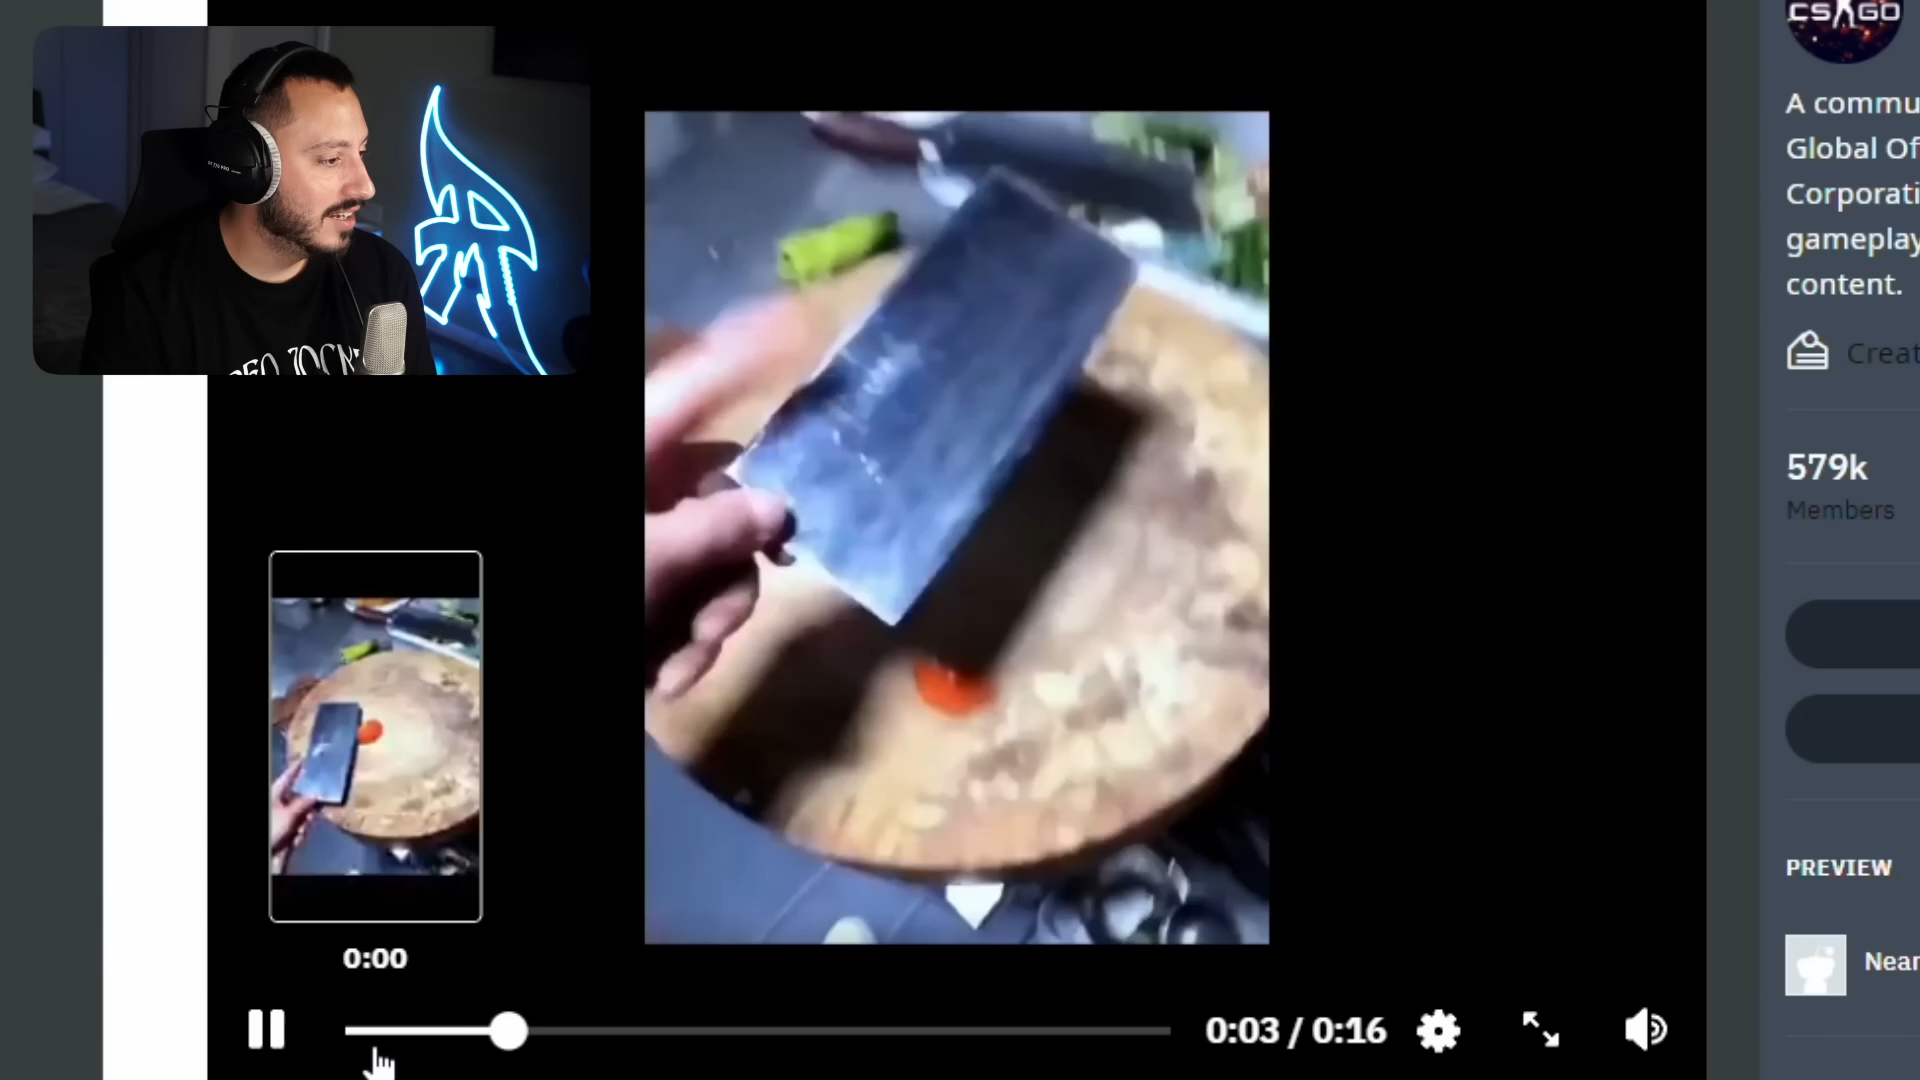 CS GO
A commu
Global Of
Corporati
gameplay
content.
Creat
579k
Members
PREVIEW
Near
0:00
0:03 / 0:16